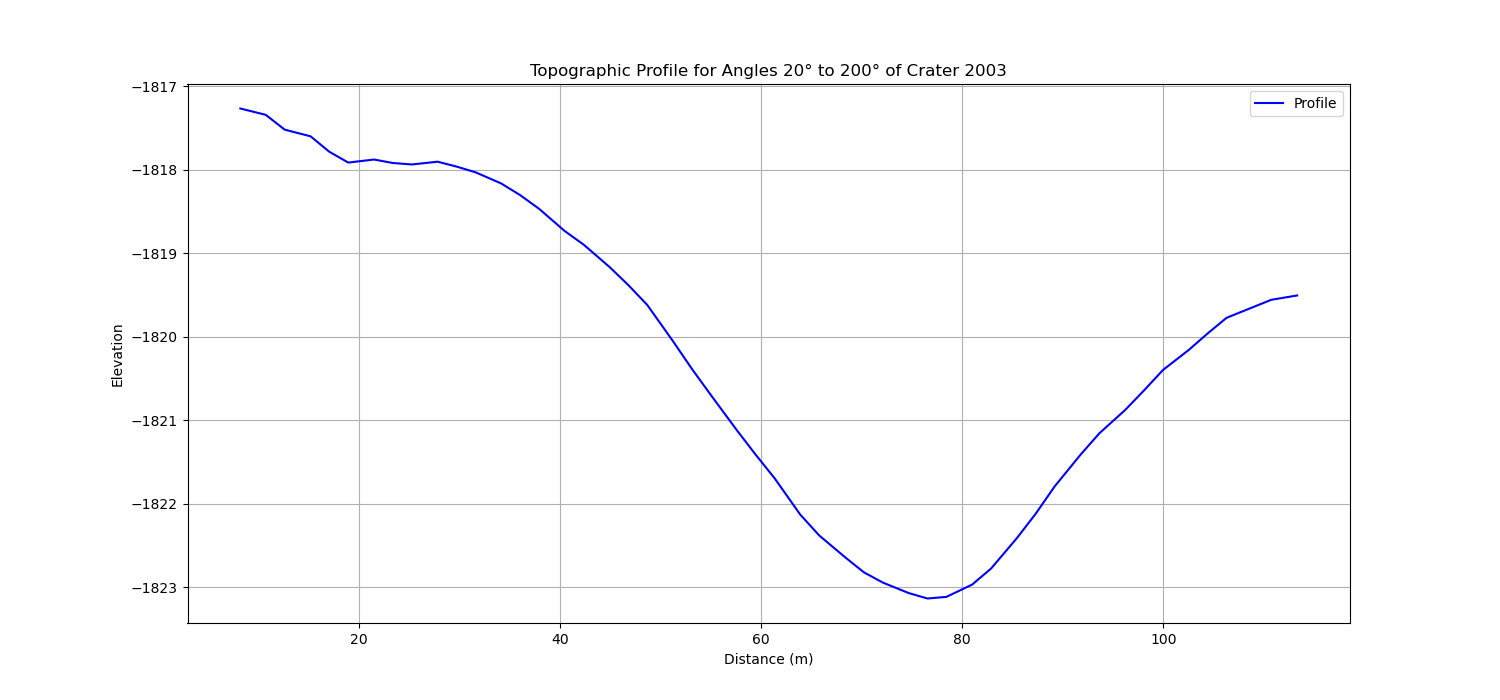 Topographic Profile for Angles 20° to 200° of Crater 2003
Profile
Elevation
−1817
−1818
−1819
−1820
−1821
−1822
−1823
20 40 60 80 100
Distance (m)